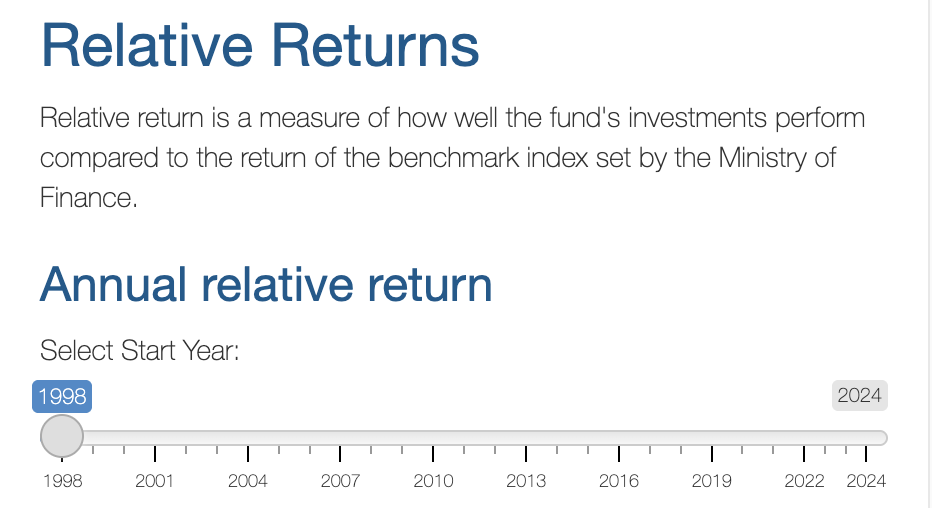 Relative Returns
Relative return is a measure of how well the fund's investments perform
compared to the return of the benchmark index set by the Ministry of
Finance.
Annual relative return
Select Start Year:
1998 2024
1998 2001 2004 2007 2010 2013 2016 2019 2022 2024